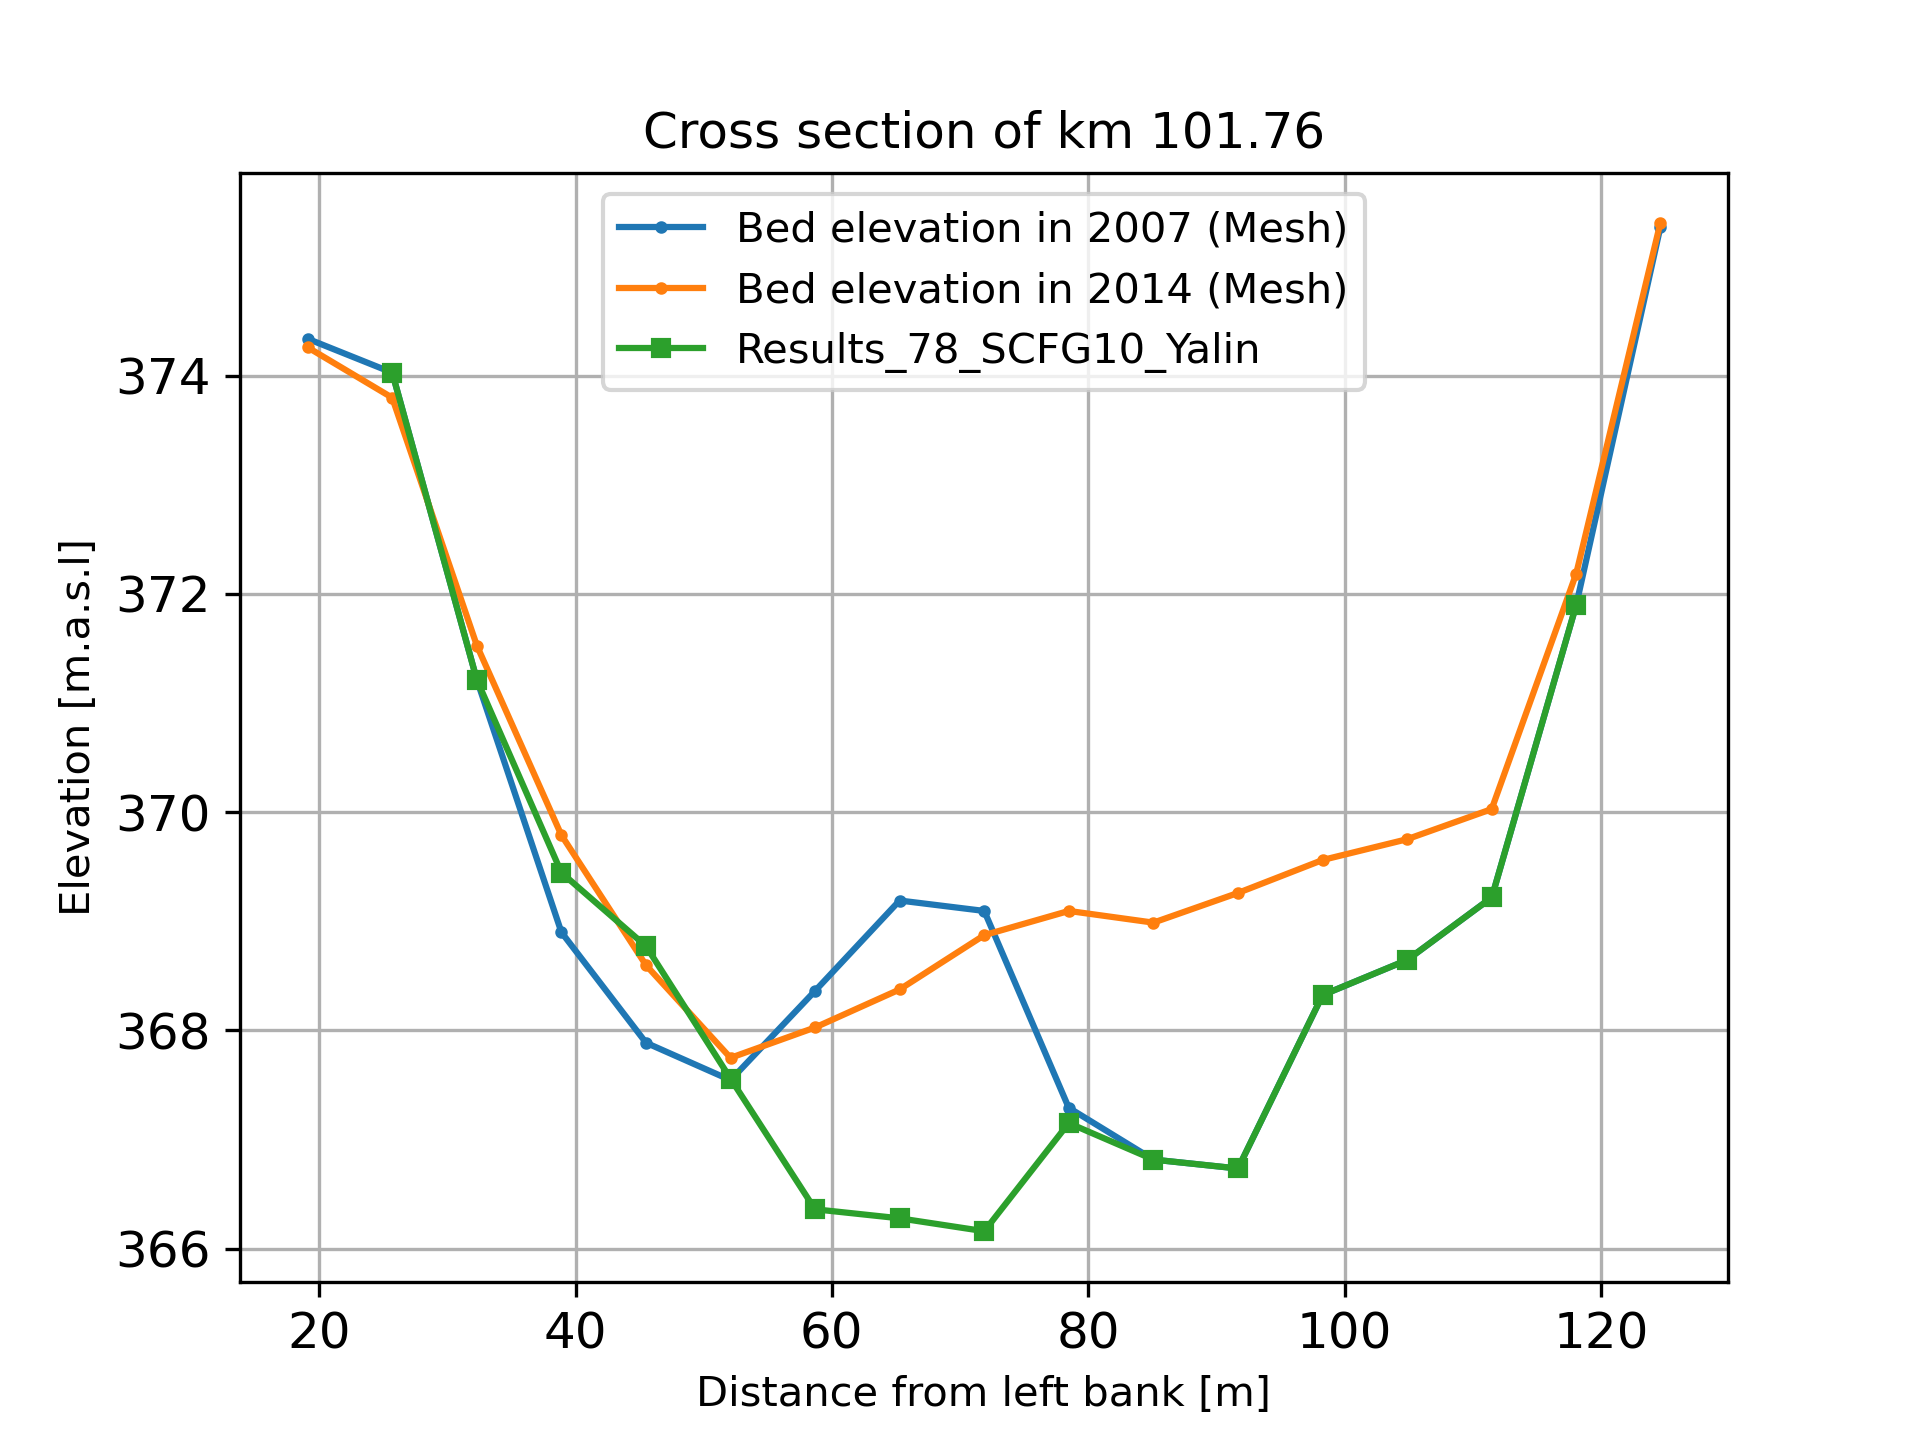 Cross section of km 101.76
Bed elevation in 2007 (Mesh)
Bed elevation in 2014 (Mesh)
Results_78_SCFG10_Yalin
Elevation [m.a.s.l]
374
372
370
368
366
20 40 60 80 100 120
Distance from left bank [m]